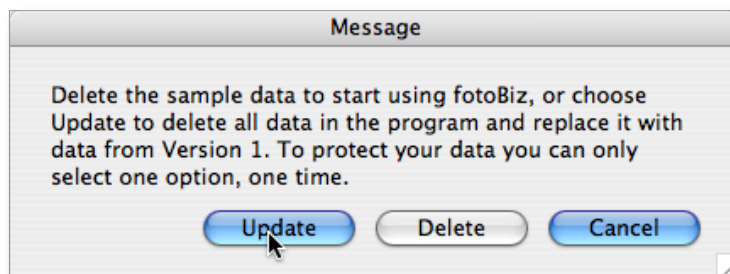 Message
Delete the sample data to start using fotoBiz, or choose
Update to delete all data in the program and replace it with
data from Version 1. To protect your data you can only
select one option, one time.
Update Delete Cancel